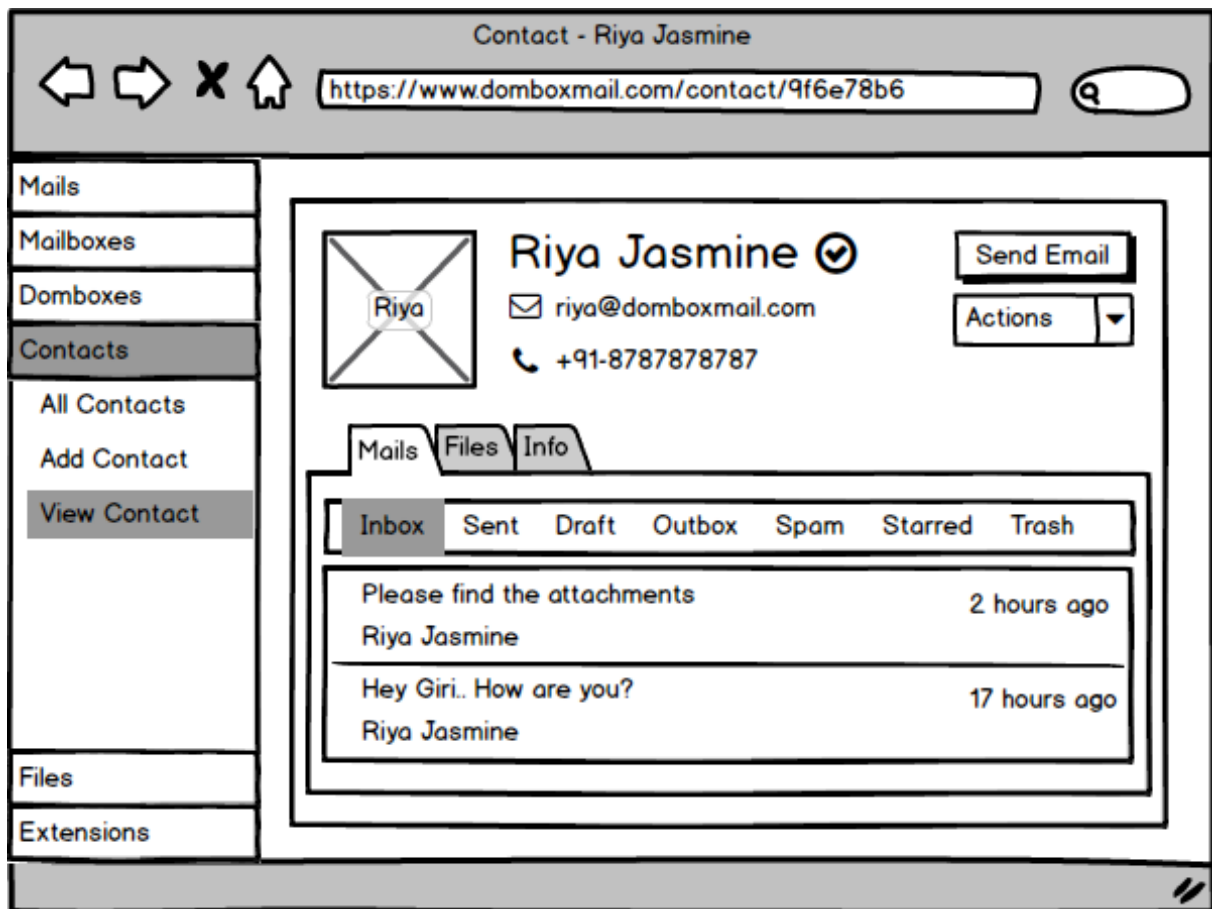 Contact - Riya Jasmine
https://www.domboxmail.com/contact/9f6e78b6
Mails
Mailboxes
Domboxes
Contacts
All Contacts
Add Contact
View Contact
Files
Extensions
Riya
Riya Jasmine
riya@domboxmail.com
+91-8787878787
Send Email
Actions
Mails Files Info
Inbox Sent Draft Outbox Spam Starred Trash
Please find the attachments
2 hours ago
Riya Jasmine
Hey Giri.. How are you?
17 hours ago
Riya Jasmine